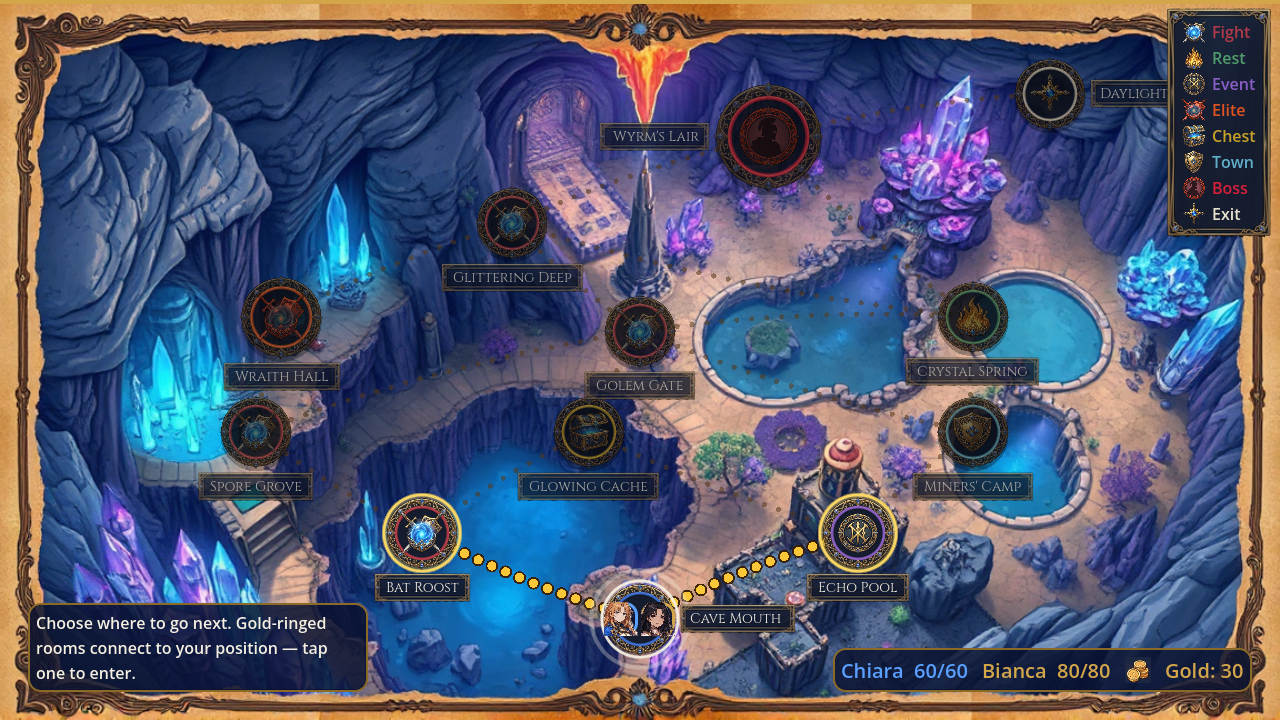 Fight
Rest
Event
Elite
Chest
Town
Boss
Exit
DAYLIGHT
WYRM'S LAIR
GLITTERING DEEP
WRAITH HALL
GOLEM GATE
CRYSTAL SPRING
SPORE GROVE
GLOWING CACHE
MINERS' CAMP
BAT ROOST
ECHO POOL
CAVE MOUTH
Choose where to go next. Gold-ringed
rooms connect to your position — tap
one to enter.
Chiara 60/60 Bianca 80/80 Gold: 30